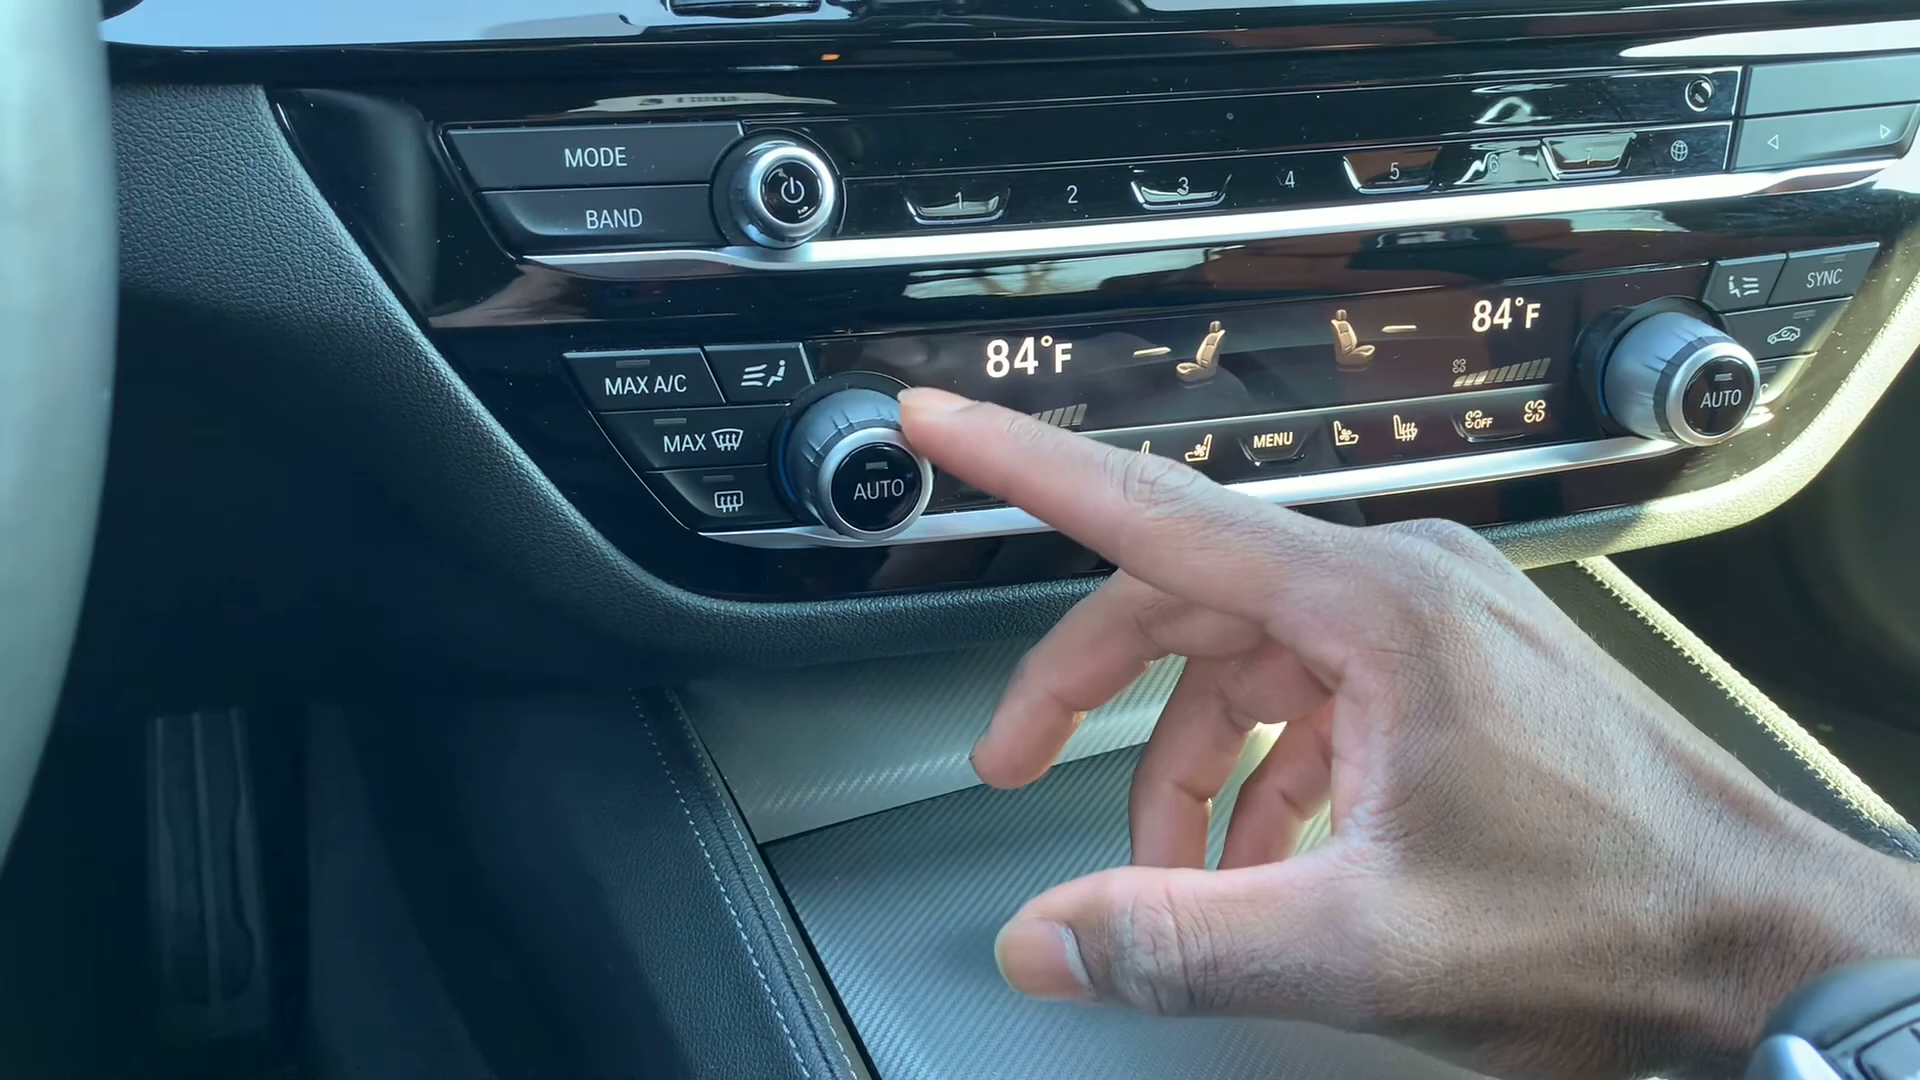 MODE
BAND
1
2
3
4
5
6
7
84°F
84°F
SYNC
MAX A/C
MAX
AUTO
MENU
OFF
AUTO